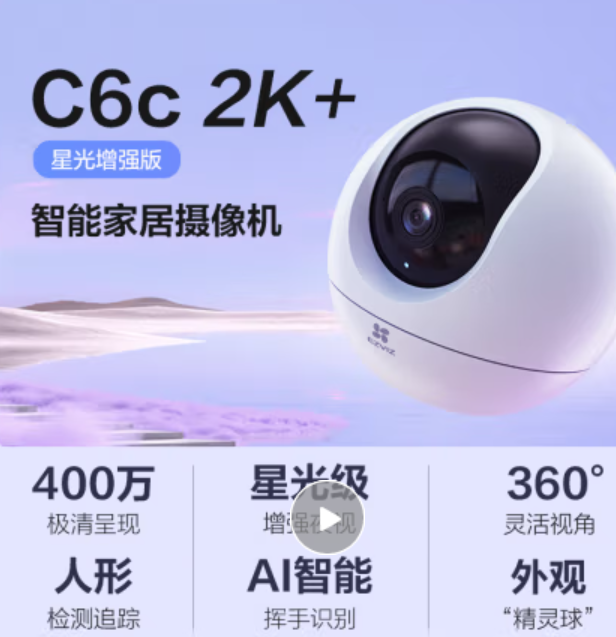 C6c 2K+
星光增强版
智能家居摄像机
EZVIZ
400万
极清呈现
星光级
增强夜视
360°
灵活视角
人形
检测追踪
AI智能
挥手识别
外观
“精灵球”